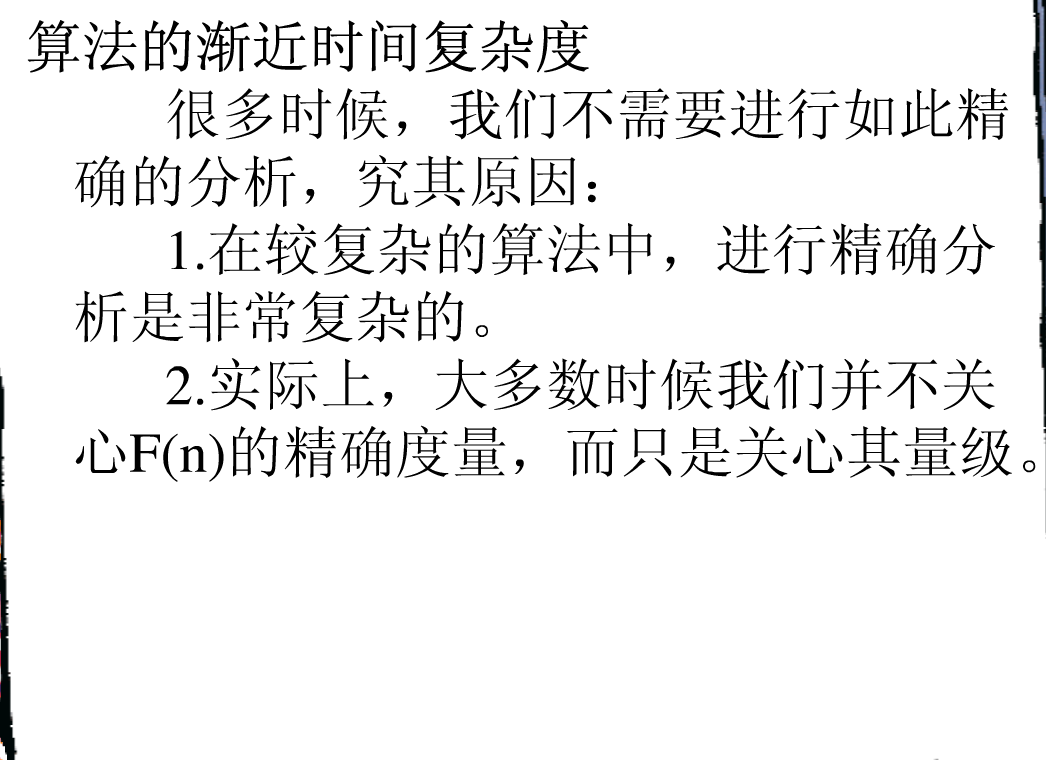 算法的渐近时间复杂度
很多时候，我们不需要进行如此精
确的分析，究其原因：
1.在较复杂的算法中，进行精确分
析是非常复杂的。
2.实际上，大多数时候我们并不关
心F(n)的精确度量，而只是关心其量级。